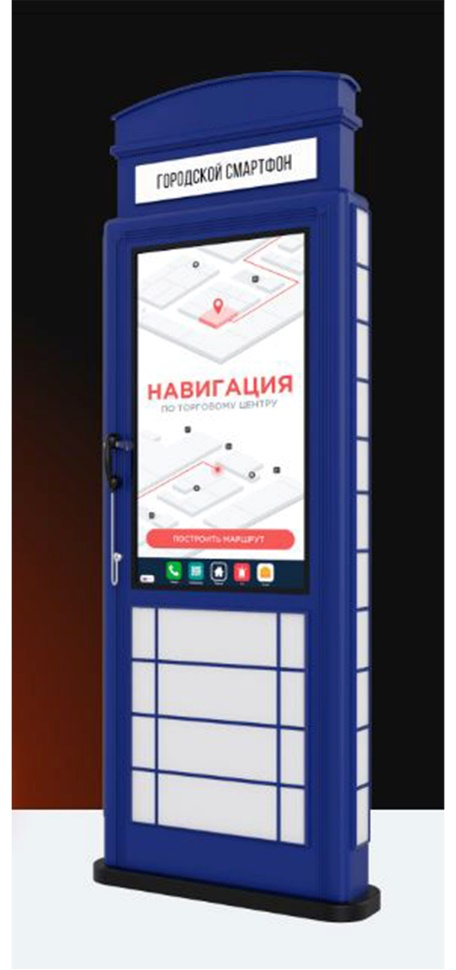 ГОРОДСКОЙ СМАРТФОН
НАВИГАЦИЯ
ПО ТОРГОВОМУ ЦЕНТРУ
ПОСТРОИТЬ МАРШРУТ